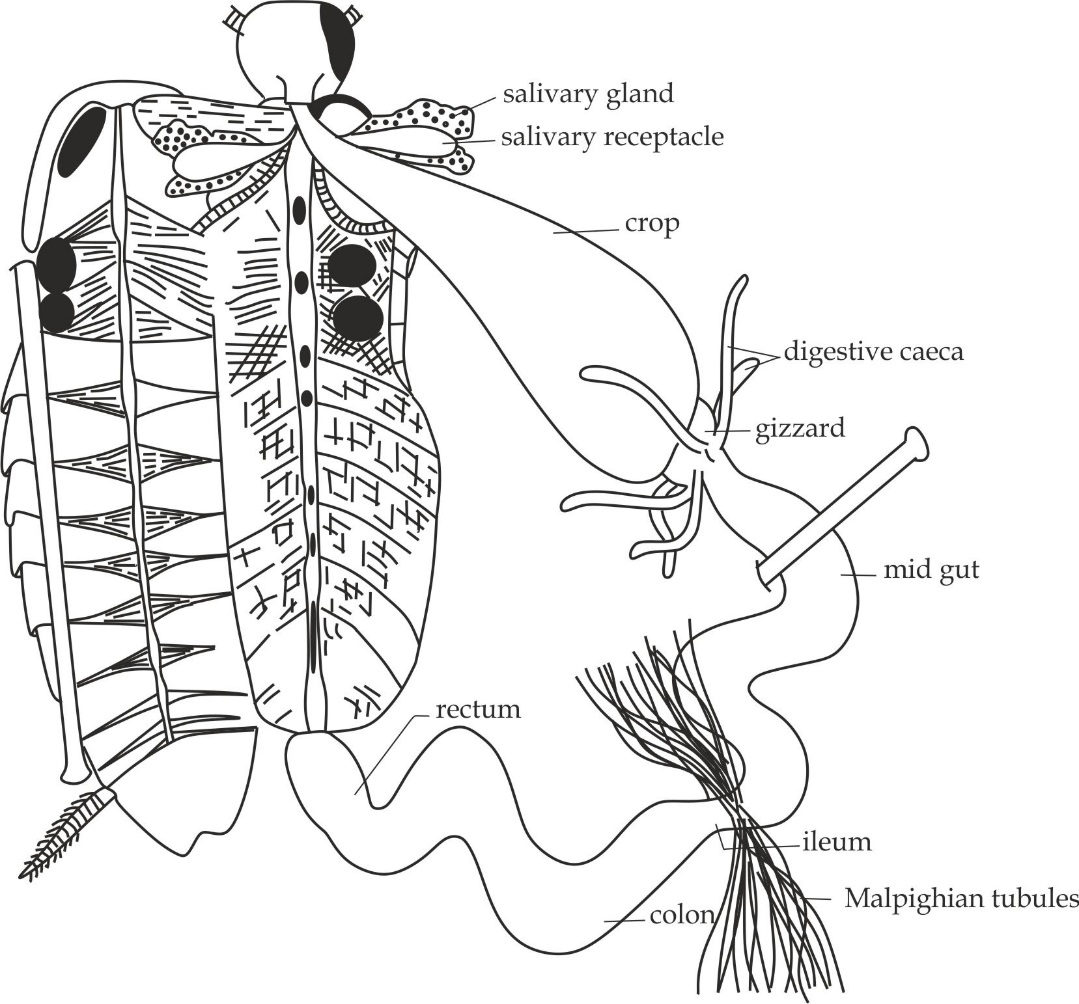 salivary gland
salivary receptacle
crop
digestive caeca
gizzard
mid gut
rectum
ileum
Malpighian tubules
colon